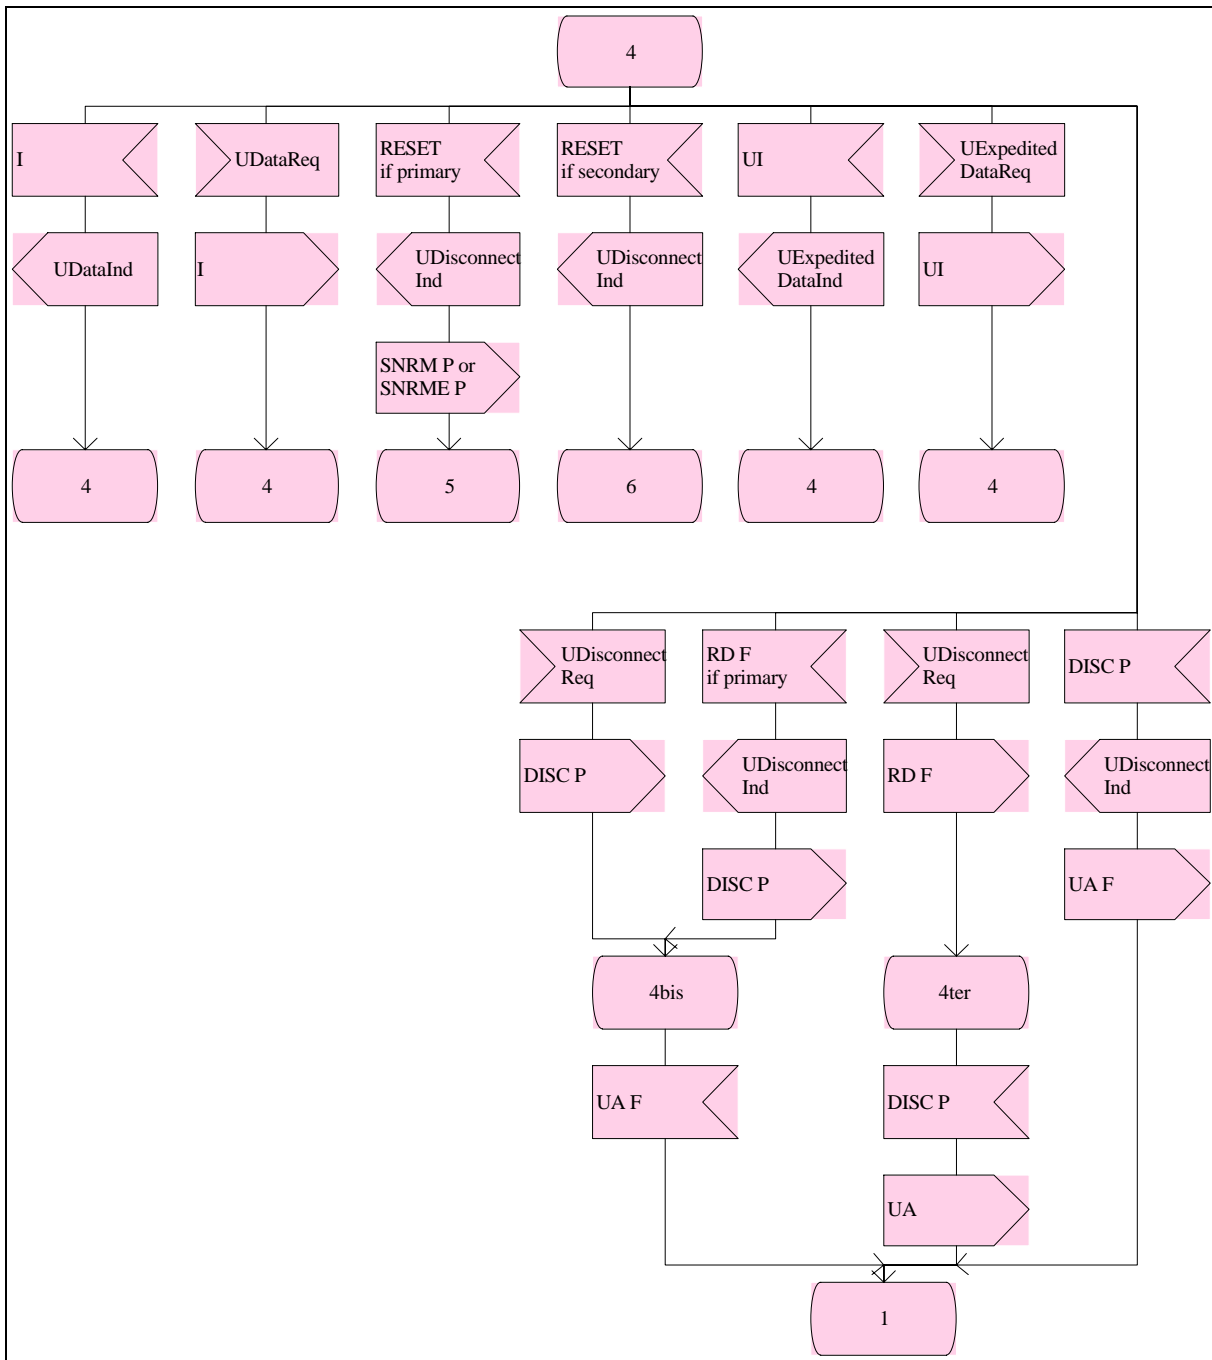 4
I
UDataReq
RESET
if primary
RESET
if secondary
UI
UExpedited
DataReq
UDataInd
I
UDisconnect
Ind
UDisconnect
Ind
UExpedited
DataInd
UI
SNRM P or
SNRME P
4
4
5
6
4
4
UDisconnect
Req
RD F
if primary
UDisconnect
Req
DISC P
DISC P
UDisconnect
Ind
RD F
UDisconnect
Ind
DISC P
UA F
4bis
4ter
UA F
DISC P
UA
1